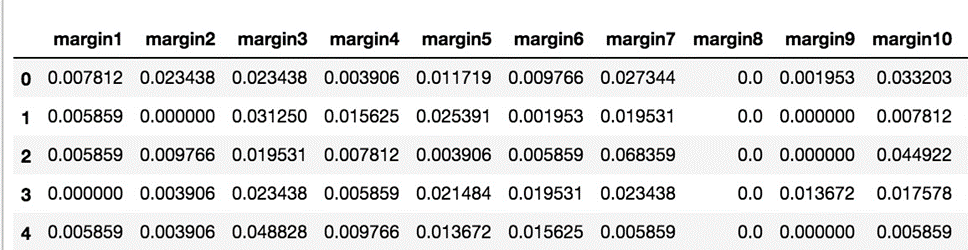 margin1 margin2 margin3 margin4 margin5 margin6 margin7 margin8 margin9 margin10
0 0.007812 0.023438 0.023438 0.003906 0.011719 0.009766 0.027344 0.0 0.001953 0.033203
1 0.005859 0.000000 0.031250 0.015625 0.025391 0.001953 0.019531 0.0 0.000000 0.007812
2 0.005859 0.009766 0.019531 0.007812 0.003906 0.005859 0.068359 0.0 0.000000 0.044922
3 0.000000 0.003906 0.023438 0.005859 0.021484 0.019531 0.023438 0.0 0.013672 0.017578
4 0.005859 0.003906 0.048828 0.009766 0.013672 0.015625 0.005859 0.0 0.000000 0.005859